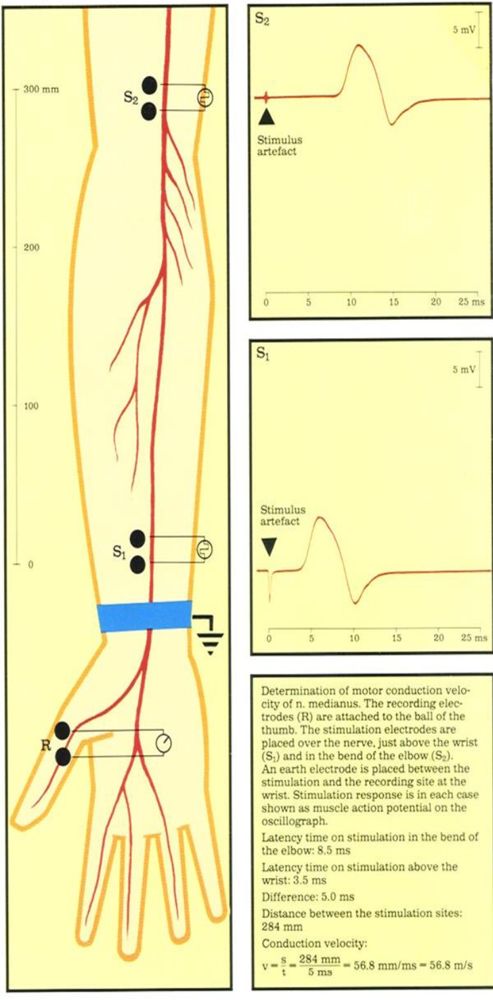 S2
5 mV
300 mm
S2
Stimulus
artefact
200
0 5 10 15 20 25 ms
S1
5 mV
100
Stimulus
artefact
S1
0
0 5 10 15 20 25 ms
R
Determination of motor conduction velo-
city of n. medianus. The recording elec-
trodes (R) are attached to the ball of the
thumb. The stimulation electrodes are
placed over the nerve, just above the wrist
(S1) and in the bend of the elbow (S2).
An earth electrode is placed between the
stimulation and the recording site at the
wrist. Stimulation response is in each case
shown as muscle action potential on the
oscillograph.
Latency time on stimulation in the bend of
the elbow: 8.5 ms
Latency time on stimulation above the
wrist: 3.5 ms
Difference: 5.0 ms
Distance between the stimulation sites:
284 mm
Conduction velocity:
v = s/t = 284 mm/5 ms = 56.8 mm/ms = 56.8 m/s